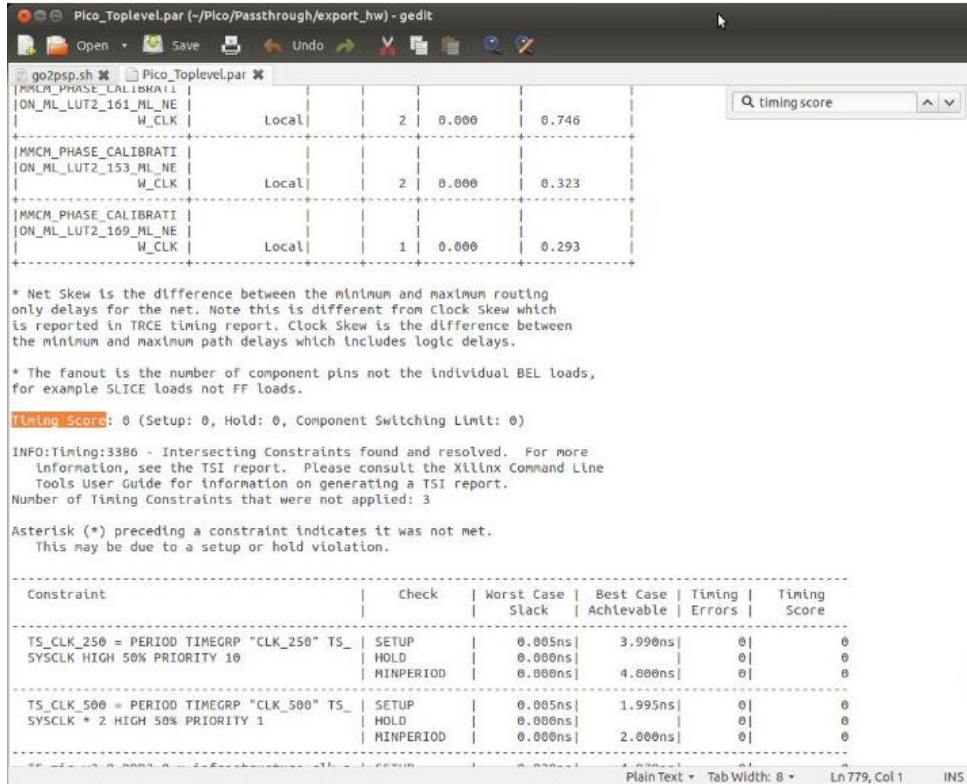 Pico_Toplevel.par (~/Pico/Passthrough/export_hw) - gedit
Open Save Undo
go2psp.sh Pico_Toplevel.par
timing score
|MMCM_PHASE_CALIBRATI |
|ON_ML_LUT2_161_ML_NE | | | | | |
| W_CLK | Local| | 2 | 0.000 | 0.746 |
+---------------------+--------------+------+------+------------+-------------+
|MMCM_PHASE_CALIBRATI | | | | | |
|ON_ML_LUT2_153_ML_NE | | | | | |
| W_CLK | Local| | 2 | 0.000 | 0.323 |
+---------------------+--------------+------+------+------------+-------------+
|MMCM_PHASE_CALIBRATI | | | | | |
|ON_ML_LUT2_169_ML_NE | | | | | |
| W_CLK | Local| | 1 | 0.000 | 0.293 |
+---------------------+--------------+------+------+------------+-------------+
* Net Skew is the difference between the minimum and maximum routing
only delays for the net. Note this is different from Clock Skew which
is reported in TRCE timing report. Clock Skew is the difference between
the minimum and maximum path delays which includes logic delays.
* The fanout is the number of component pins not the individual BEL loads,
for example SLICE loads not FF loads.
Timing Score: 0 (Setup: 0, Hold: 0, Component Switching Limit: 0)
INFO:Timing:3386 - Intersecting Constraints found and resolved. For more
information, see the TSI report. Please consult the Xilinx Command Line
Tools User Guide for information on generating a TSI report.
Number of Timing Constraints that were not applied: 3
Asterisk (*) preceding a constraint indicates it was not met.
This may be due to a setup or hold violation.
Constraint | Check | Worst Case | Best Case | Timing | Timing
| | Slack | Achievable | Errors | Score
TS_CLK_250 = PERIOD TIMEGRP "CLK_250" TS_ | SETUP | 0.005ns| 3.990ns| 0| 0
SYSCLK HIGH 50% PRIORITY 10 | HOLD | 0.000ns| | 0| 0
| MINPERIOD | 0.000ns| 4.000ns| 0| 0
TS_CLK_500 = PERIOD TIMEGRP "CLK_500" TS_ | SETUP | 0.005ns| 1.995ns| 0| 0
SYSCLK * 2 HIGH 50% PRIORITY 1 | HOLD | 0.000ns| | 0| 0
| MINPERIOD | 0.000ns| 2.000ns| 0| 0
Plain Text Tab Width: 8 Ln 779, Col 1 INS